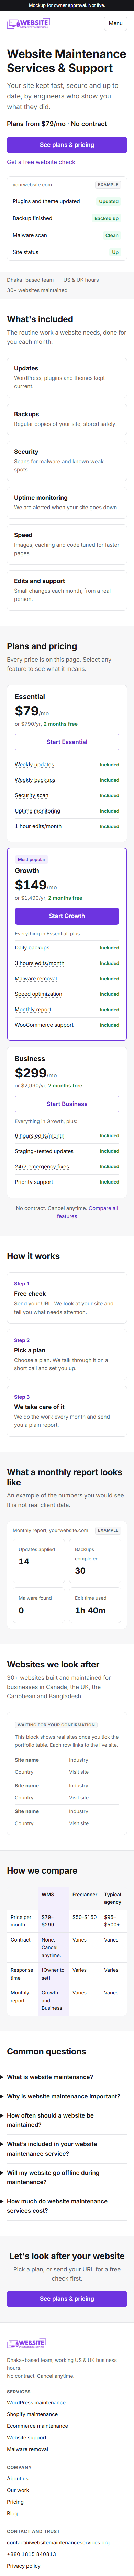 Mockup for owner approval. Not live.
WEBSITE
Menu
Website Maintenance
Services & Support
Your site kept fast, secure and up to
date, by engineers who show you
what they did.
Plans from $79/mo · No contract
See plans & pricing
Get a free website check
yourwebsite.com EXAMPLE
Plugins and theme updated Updated
Backup finished Backed up
Malware scan Clean
Site status Up
Dhaka-based team US & UK hours
30+ websites maintained
What's included
The routine work a website needs, done for
you each month.
Updates
WordPress, plugins and themes kept
current.
Backups
Regular copies of your site, stored safely.
Security
Scans for malware and known weak
spots.
Uptime monitoring
We are alerted when your site goes down.
Speed
Images, caching and code tuned for faster
pages.
Edits and support
Small changes each month, from a real
person.
Plans and pricing
Every price is on this page. Select any
feature to see what it means.
Essential
$79/mo
or $790/yr, 2 months free
Start Essential
Weekly updates Included
Weekly backups Included
Security scan Included
Uptime monitoring Included
1 hour edits/month Included
Most popular
Growth
$149/mo
or $1,490/yr, 2 months free
Start Growth
Everything in Essential, plus:
Daily backups Included
3 hours edits/month Included
Malware removal Included
Speed optimization Included
Monthly report Included
WooCommerce support Included
Business
$299/mo
or $2,990/yr, 2 months free
Start Business
Everything in Growth, plus:
6 hours edits/month Included
Staging-tested updates Included
24/7 emergency fixes Included
Priority support Included
No contract. Cancel anytime. Compare all
features
How it works
Step 1
Free check
Send your URL. We look at your site and
tell you what needs attention.
Step 2
Pick a plan
Choose a plan. We talk through it on a
short call and set you up.
Step 3
We take care of it
We do the work every month and send
you a plain report.
What a monthly report looks
like
An example of the numbers you would see.
It is not real client data.
Monthly report, yourwebsite.com EXAMPLE
Updates applied
14
Backups
completed
30
Malware found
0
Edit time used
1h 40m
Websites we look after
30+ websites built and maintained for
businesses in Canada, the UK, the
Caribbean and Bangladesh.
WAITING FOR YOUR CONFIRMATION
This block shows real sites once you tick the
portfolio table. Each row links to the live site.
Site name Industry
Country Visit site
Site name Industry
Country Visit site
Site name Industry
Country Visit site
How we compare
WMS Freelancer Typical
agency
Price per
month
$79–
$299
$50–$150
$95–
$500+
Contract
None.
Cancel
anytime.
Varies
Varies
Response
time
[Owner to
set]
Varies
Varies
Monthly
report
Growth
and
Business
Varies
Varies
Common questions
What is website maintenance?
Why is website maintenance important?
How often should a website be
maintained?
What's included in your website
maintenance service?
Will my website go offline during
maintenance?
How much do website maintenance
services cost?
Let's look after your website
Pick a plan, or send your URL for a free
check first.
See plans & pricing
WEBSITE
Dhaka-based team, working US & UK business
hours.
No contract. Cancel anytime.
SERVICES
WordPress maintenance
Shopify maintenance
Ecommerce maintenance
Website support
Malware removal
COMPANY
About us
Our work
Pricing
Blog
CONTACT AND TRUST
contact@websitemaintenanceservices.org
+880 1815 840813
Privacy policy